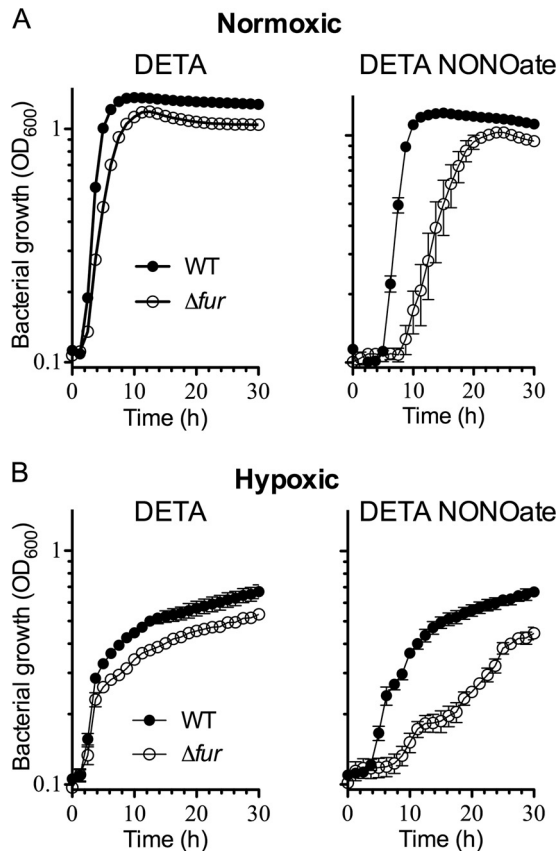 A
Normoxic
DETA
DETA NONOate
Bacterial growth (OD600)
1
0.1
WT
Δfur
0 10 20 30
0 10 20 30
Time (h)
Time (h)
B
Hypoxic
DETA
DETA NONOate
Bacterial growth (OD600)
1
0.1
WT
Δfur
0 10 20 30
0 10 20 30
Time (h)
Time (h)